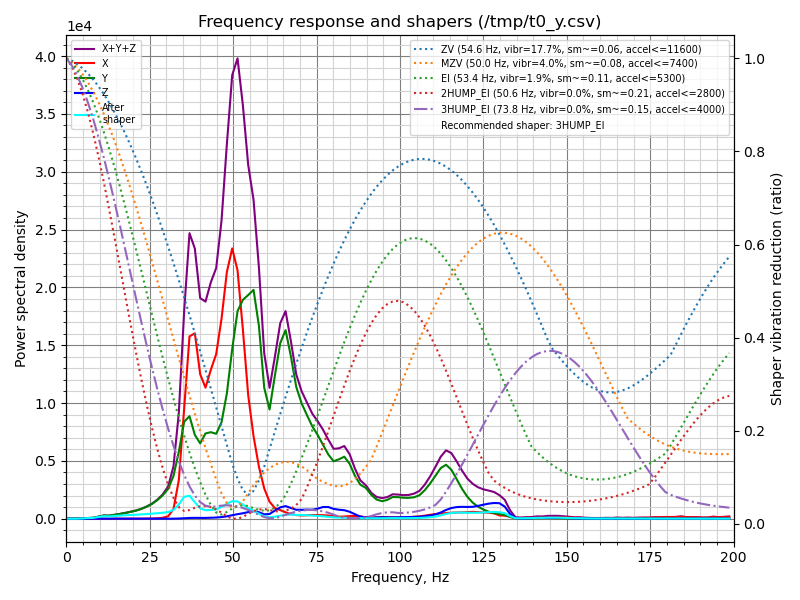 Frequency response and shapers (/tmp/t0_y.csv)
1e4
X+Y+Z
X
Y
Z
After
shaper
ZV (54.6 Hz, vibr=17.7%, sm~=0.06, accel<=11600)
MZV (50.0 Hz, vibr=4.0%, sm~=0.08, accel<=7400)
EI (53.4 Hz, vibr=1.9%, sm~=0.11, accel<=5300)
2HUMP_EI (50.6 Hz, vibr=0.0%, sm~=0.21, accel<=2800)
3HUMP_EI (73.8 Hz, vibr=0.0%, sm~=0.15, accel<=4000)
Recommended shaper: 3HUMP_EI
Power spectral density
4.0
3.5
3.0
2.5
2.0
1.5
1.0
0.5
0.0
1.0
0.8
0.6
0.4
0.2
0.0
Shaper vibration reduction (ratio)
0 25 50 75 100 125 150 175 200
Frequency, Hz